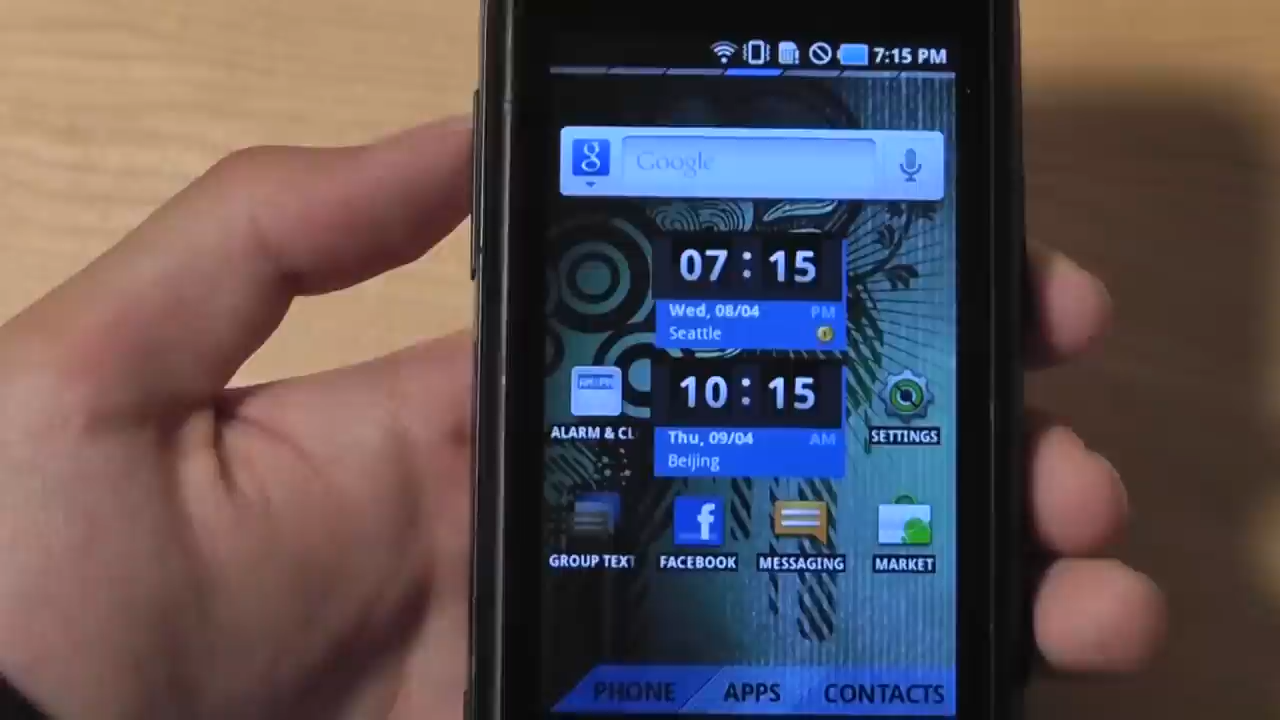 7:15 PM
g Google
07:15
Wed, 08/04 PM
Seattle
10:15
Thu, 09/04 AM
Beijing
ALARM & CL
SETTINGS
GROUP TEXT
FACEBOOK
MESSAGING
MARKET
PHONE APPS CONTACTS